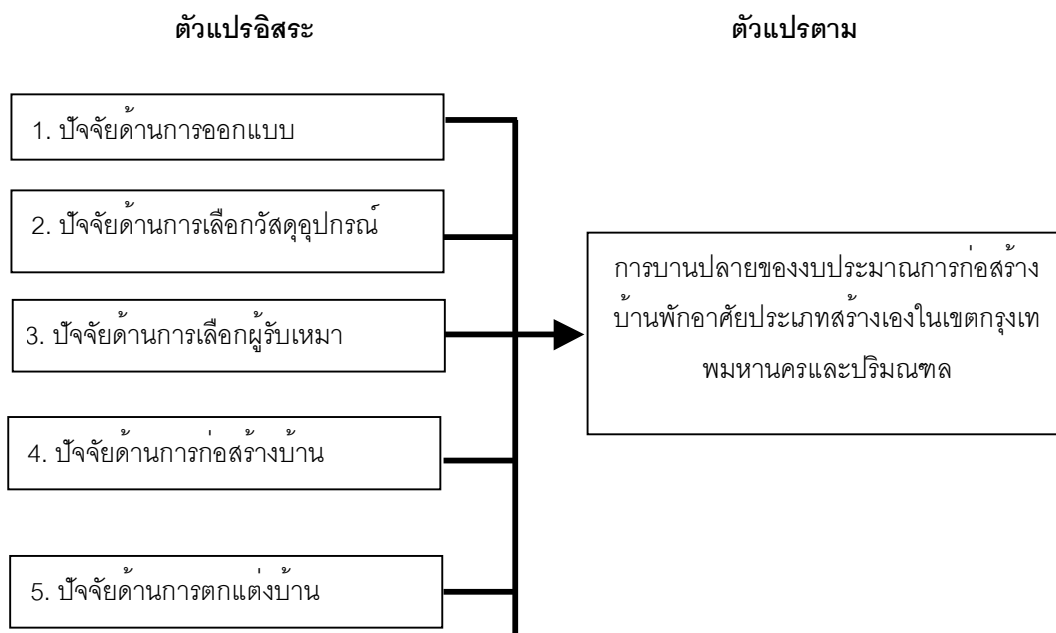 ตัวแปรอิสระ
ตัวแปรตาม
1. ปัจจัยด้านการออกแบบ
2. ปัจจัยด้านการเลือกวัสดุอุปกรณ์
3. ปัจจัยด้านการเลือกผู้รับเหมา
4. ปัจจัยด้านการก่อสร้างบ้าน
5. ปัจจัยด้านการตกแต่งบ้าน
การบานปลายของงบประมาณการก่อสร้าง
บ้านพักอาศัยประเภทสร้างเองในเขตกรุงเท
พมหานครและปริมณฑล